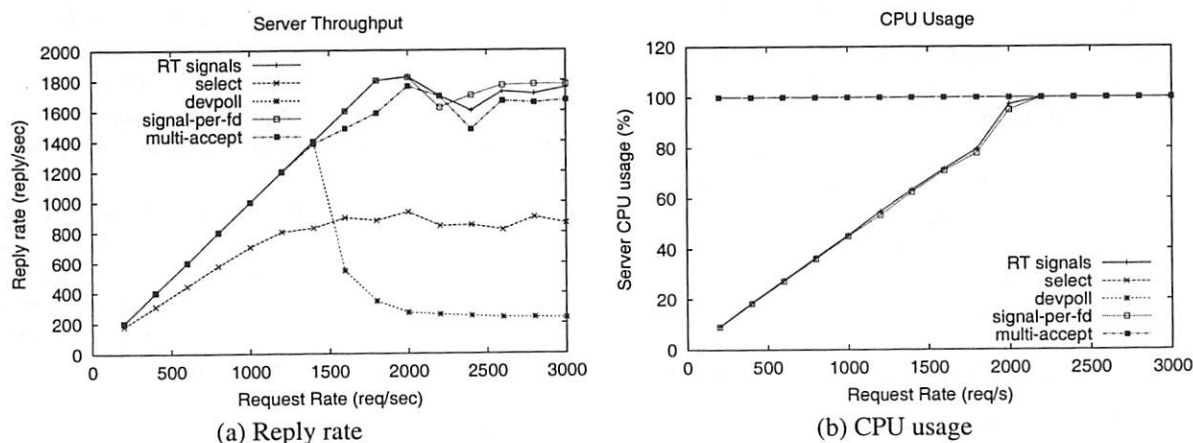 Server Throughput
2000
1800
1600
1400
1200
1000
800
600
400
200
0
Reply rate (reply/sec)
RT signals
select
devpoll
signal-per-fd
multi-accept
0 500 1000 1500 2000 2500 3000
Request Rate (req/sec)
(a) Reply rate
CPU Usage
120
100
80
60
40
20
0
Server CPU usage (%)
RT signals
select
devpoll
signal-per-fd
multi-accept
0 500 1000 1500 2000 2500 3000
Request Rate (req/s)
(b) CPU usage